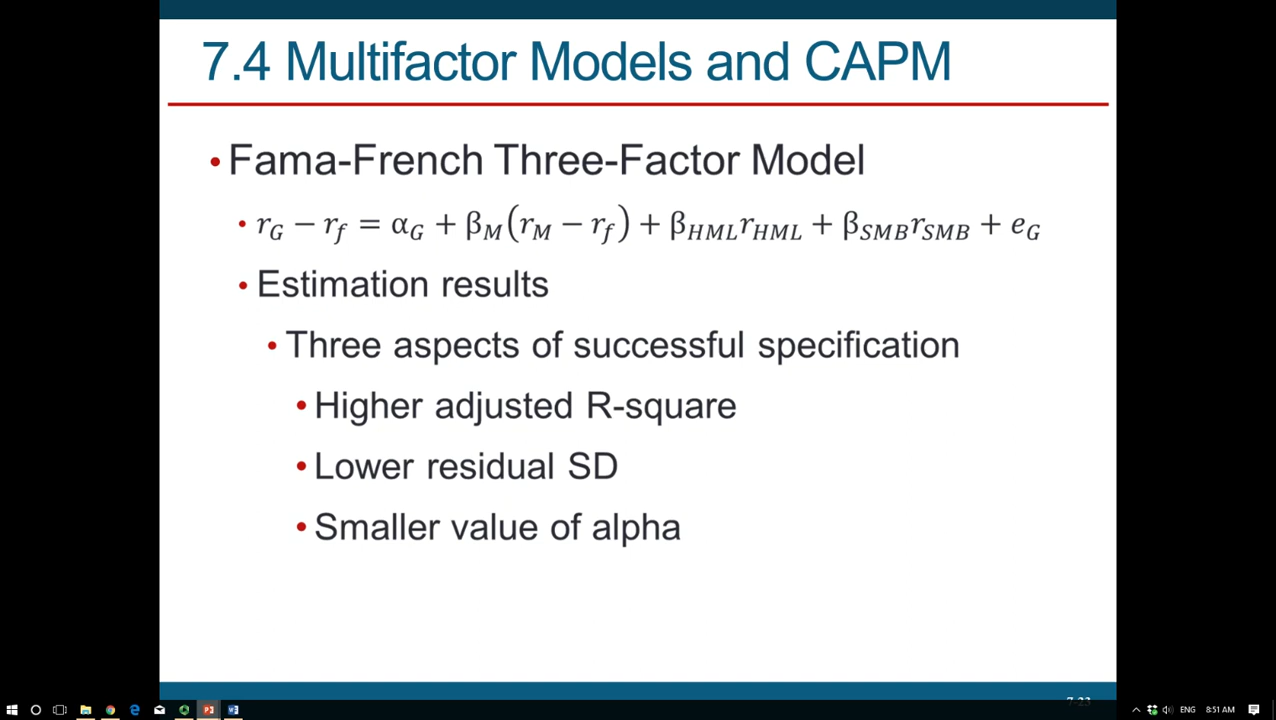 7.4 Multifactor Models and CAPM
• Fama-French Three-Factor Model
• r_G − r_f = α_G + β_M(r_M − r_f) + β_HML r_HML + β_SMB r_SMB + e_G
• Estimation results
• Three aspects of successful specification
• Higher adjusted R-square
• Lower residual SD
• Smaller value of alpha
7-23
ENG
8:51 AM